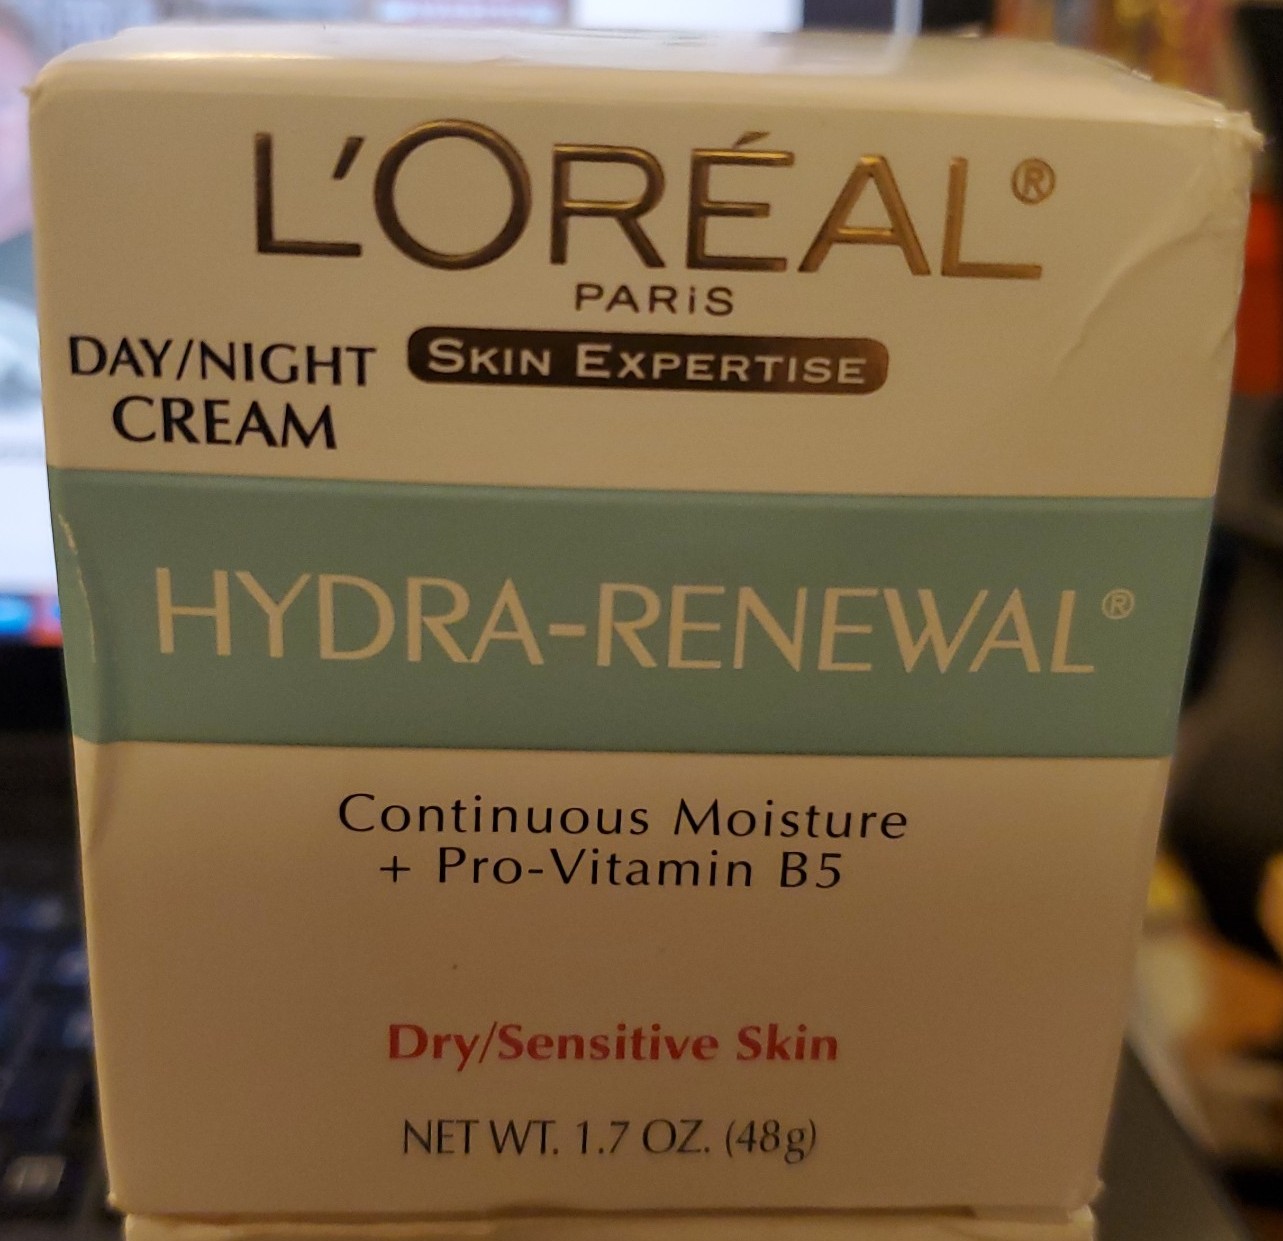 L'ORÉAL®
PARiS
SKIN EXPERTISE
DAY/NIGHT
CREAM
HYDRA-RENEWAL®
Continuous Moisture
+ Pro-Vitamin B5
Dry/Sensitive Skin
NET WT. 1.7 OZ. (48g)